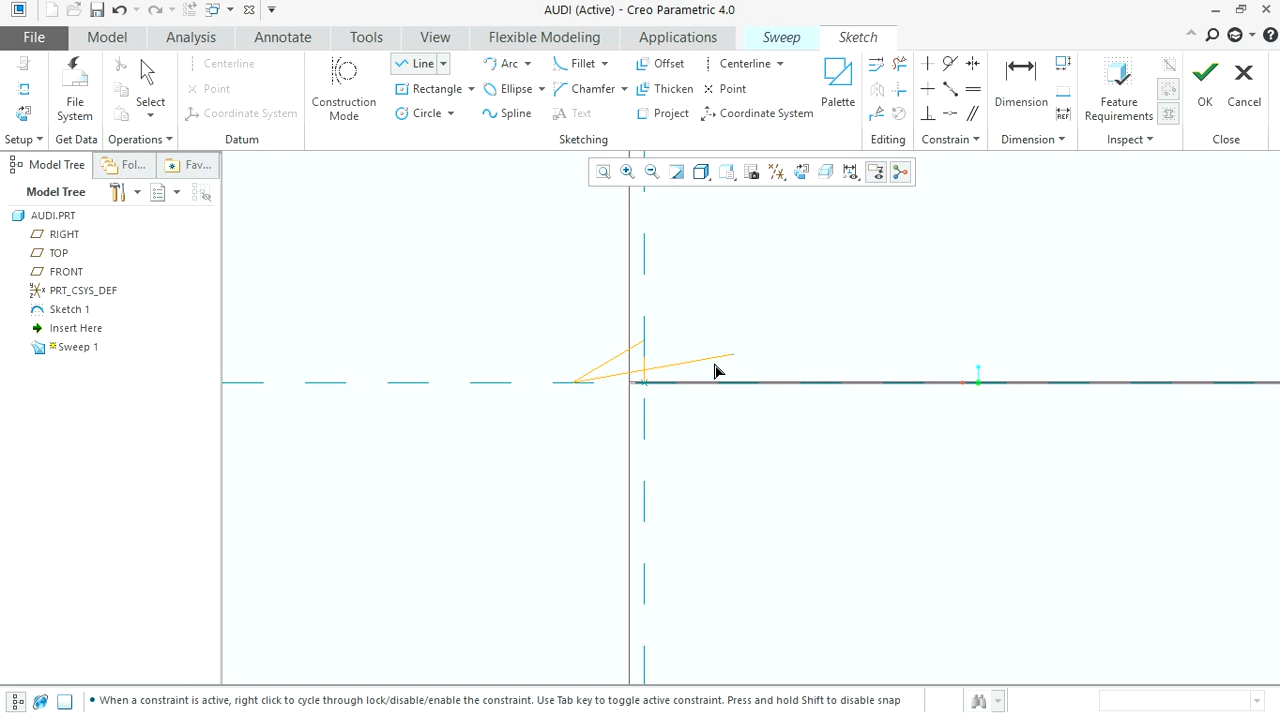 AUDI (Active) - Creo Parametric 4.0
File Model Analysis Annotate Tools View Flexible Modeling Applications Sweep Sketch
Centerline
Point
Coordinate System
File
System
Select
Construction
Mode
Line Arc Fillet Offset Centerline
Rectangle Ellipse Chamfer Thicken Point
Circle Spline Text Project Coordinate System
Palette
Dimension
REF
Feature
Requirements
OK Cancel
Setup Get Data Operations Datum Sketching Editing Constrain Dimension Inspect Close
Model Tree Fol... Fav...
Model Tree
AUDI.PRT
RIGHT
TOP
FRONT
PRT_CSYS_DEF
Sketch 1
Insert Here
Sweep 1
• When a constraint is active, right click to cycle through lock/disable/enable the constraint. Use Tab key to toggle active constraint. Press and hold Shift to disable snap